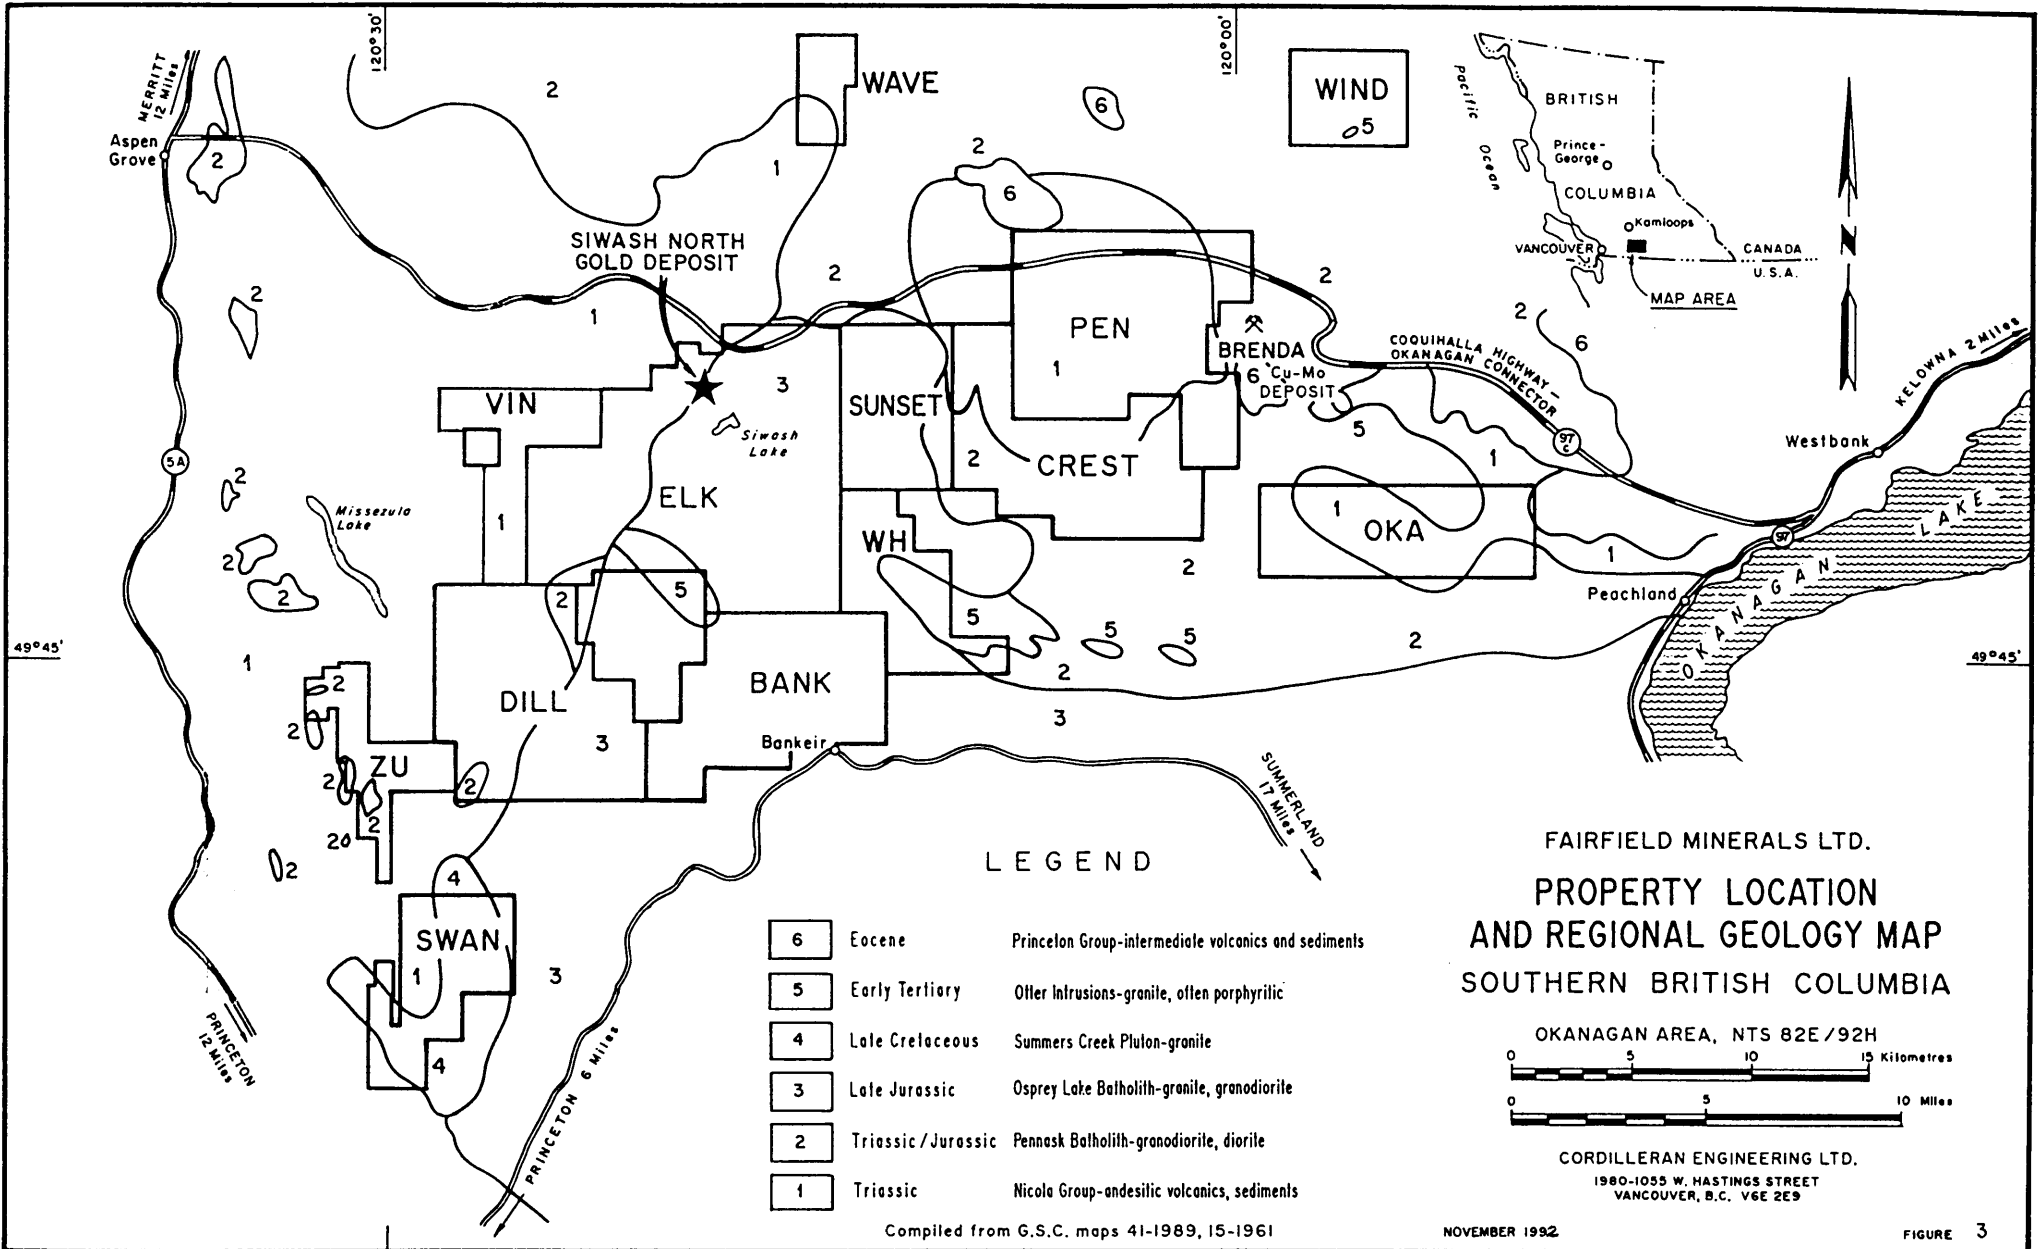 120°30'
120°00'
MERRITT
12 Miles
Aspen
Grove
2
2
WAVE
1
6
2
6
WIND
5
Pacific
Ocean
BRITISH
Prince-
George
COLUMBIA
Kamloops
VANCOUVER
CANADA
U.S.A.
MAP AREA
N
SIWASH NORTH
GOLD DEPOSIT
2
2
2
1
3
PEN
1
BRENDA
6
Cu-Mo
DEPOSIT
COQUIHALLA HIGHWAY-
OKANAGAN CONNECTOR
2
6
KELOWNA 2 Miles
97
C
Westbank
VIN
SUNSET
Siwash
Lake
5A
2
Missezula
Lake
1
ELK
2
CREST
5
1
1
OKA
WH
2
2
2
2
5
5
5
5
2
1
97
Peachland
OKANAGAN LAKE
49°45'
49°45'
1
2
2
2
3
DILL
BANK
3
Bankeir
2
2
ZU
2
2
20
2
SUMMERLAND
17 Miles
4
SWAN
1
3
4
PRINCETON
12 Miles
PRINCETON 6 Miles
LEGEND
6 Eocene Princeton Group-intermediate volcanics and sediments
5 Early Tertiary Otter Intrusions-granite, often porphyritic
4 Late Cretaceous Summers Creek Pluton-granite
3 Late Jurassic Osprey Lake Batholith-granite, granodiorite
2 Triassic/Jurassic Pennask Batholith-granodiorite, diorite
1 Triassic Nicola Group-andesitic volcanics, sediments
Compiled from G.S.C. maps 41-1989, 15-1961
FAIRFIELD MINERALS LTD.
PROPERTY LOCATION
AND REGIONAL GEOLOGY MAP
SOUTHERN BRITISH COLUMBIA
OKANAGAN AREA, NTS 82E/92H
0 5 10 15 Kilometres
0 5 10 Miles
CORDILLERAN ENGINEERING LTD.
1980-1055 W. HASTINGS STREET
VANCOUVER, B.C. V6E 2E9
NOVEMBER 1992
FIGURE 3